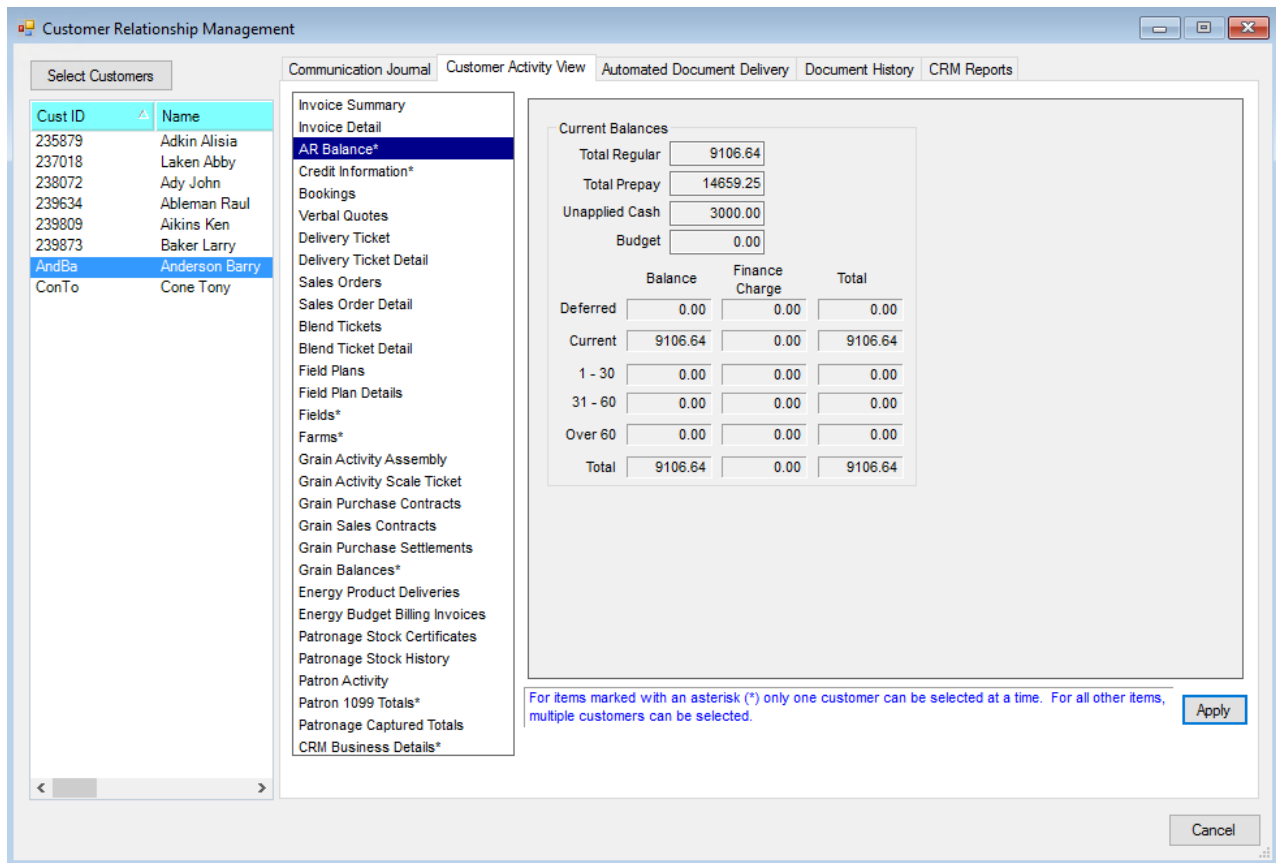 Customer Relationship Management
Select Customers
Cust ID Name
235879 Adkin Alisia
237018 Laken Abby
238072 Ady John
239634 Ableman Raul
239809 Aikins Ken
239873 Baker Larry
AndBa Anderson Barry
ConTo Cone Tony
Communication Journal Customer Activity View Automated Document Delivery Document History CRM Reports
Invoice Summary
Invoice Detail
AR Balance*
Credit Information*
Bookings
Verbal Quotes
Delivery Ticket
Delivery Ticket Detail
Sales Orders
Sales Order Detail
Blend Tickets
Blend Ticket Detail
Field Plans
Field Plan Details
Fields*
Farms*
Grain Activity Assembly
Grain Activity Scale Ticket
Grain Purchase Contracts
Grain Sales Contracts
Grain Purchase Settlements
Grain Balances*
Energy Product Deliveries
Energy Budget Billing Invoices
Patronage Stock Certificates
Patronage Stock History
Patron Activity
Patron 1099 Totals*
Patronage Captured Totals
CRM Business Details*
Current Balances
Total Regular 9106.64
Total Prepay 14659.25
Unapplied Cash 3000.00
Budget 0.00
Balance Finance Charge Total
Deferred 0.00 0.00 0.00
Current 9106.64 0.00 9106.64
1 - 30 0.00 0.00 0.00
31 - 60 0.00 0.00 0.00
Over 60 0.00 0.00 0.00
Total 9106.64 0.00 9106.64
For items marked with an asterisk (*) only one customer can be selected at a time. For all other items,
multiple customers can be selected.
Apply
Cancel